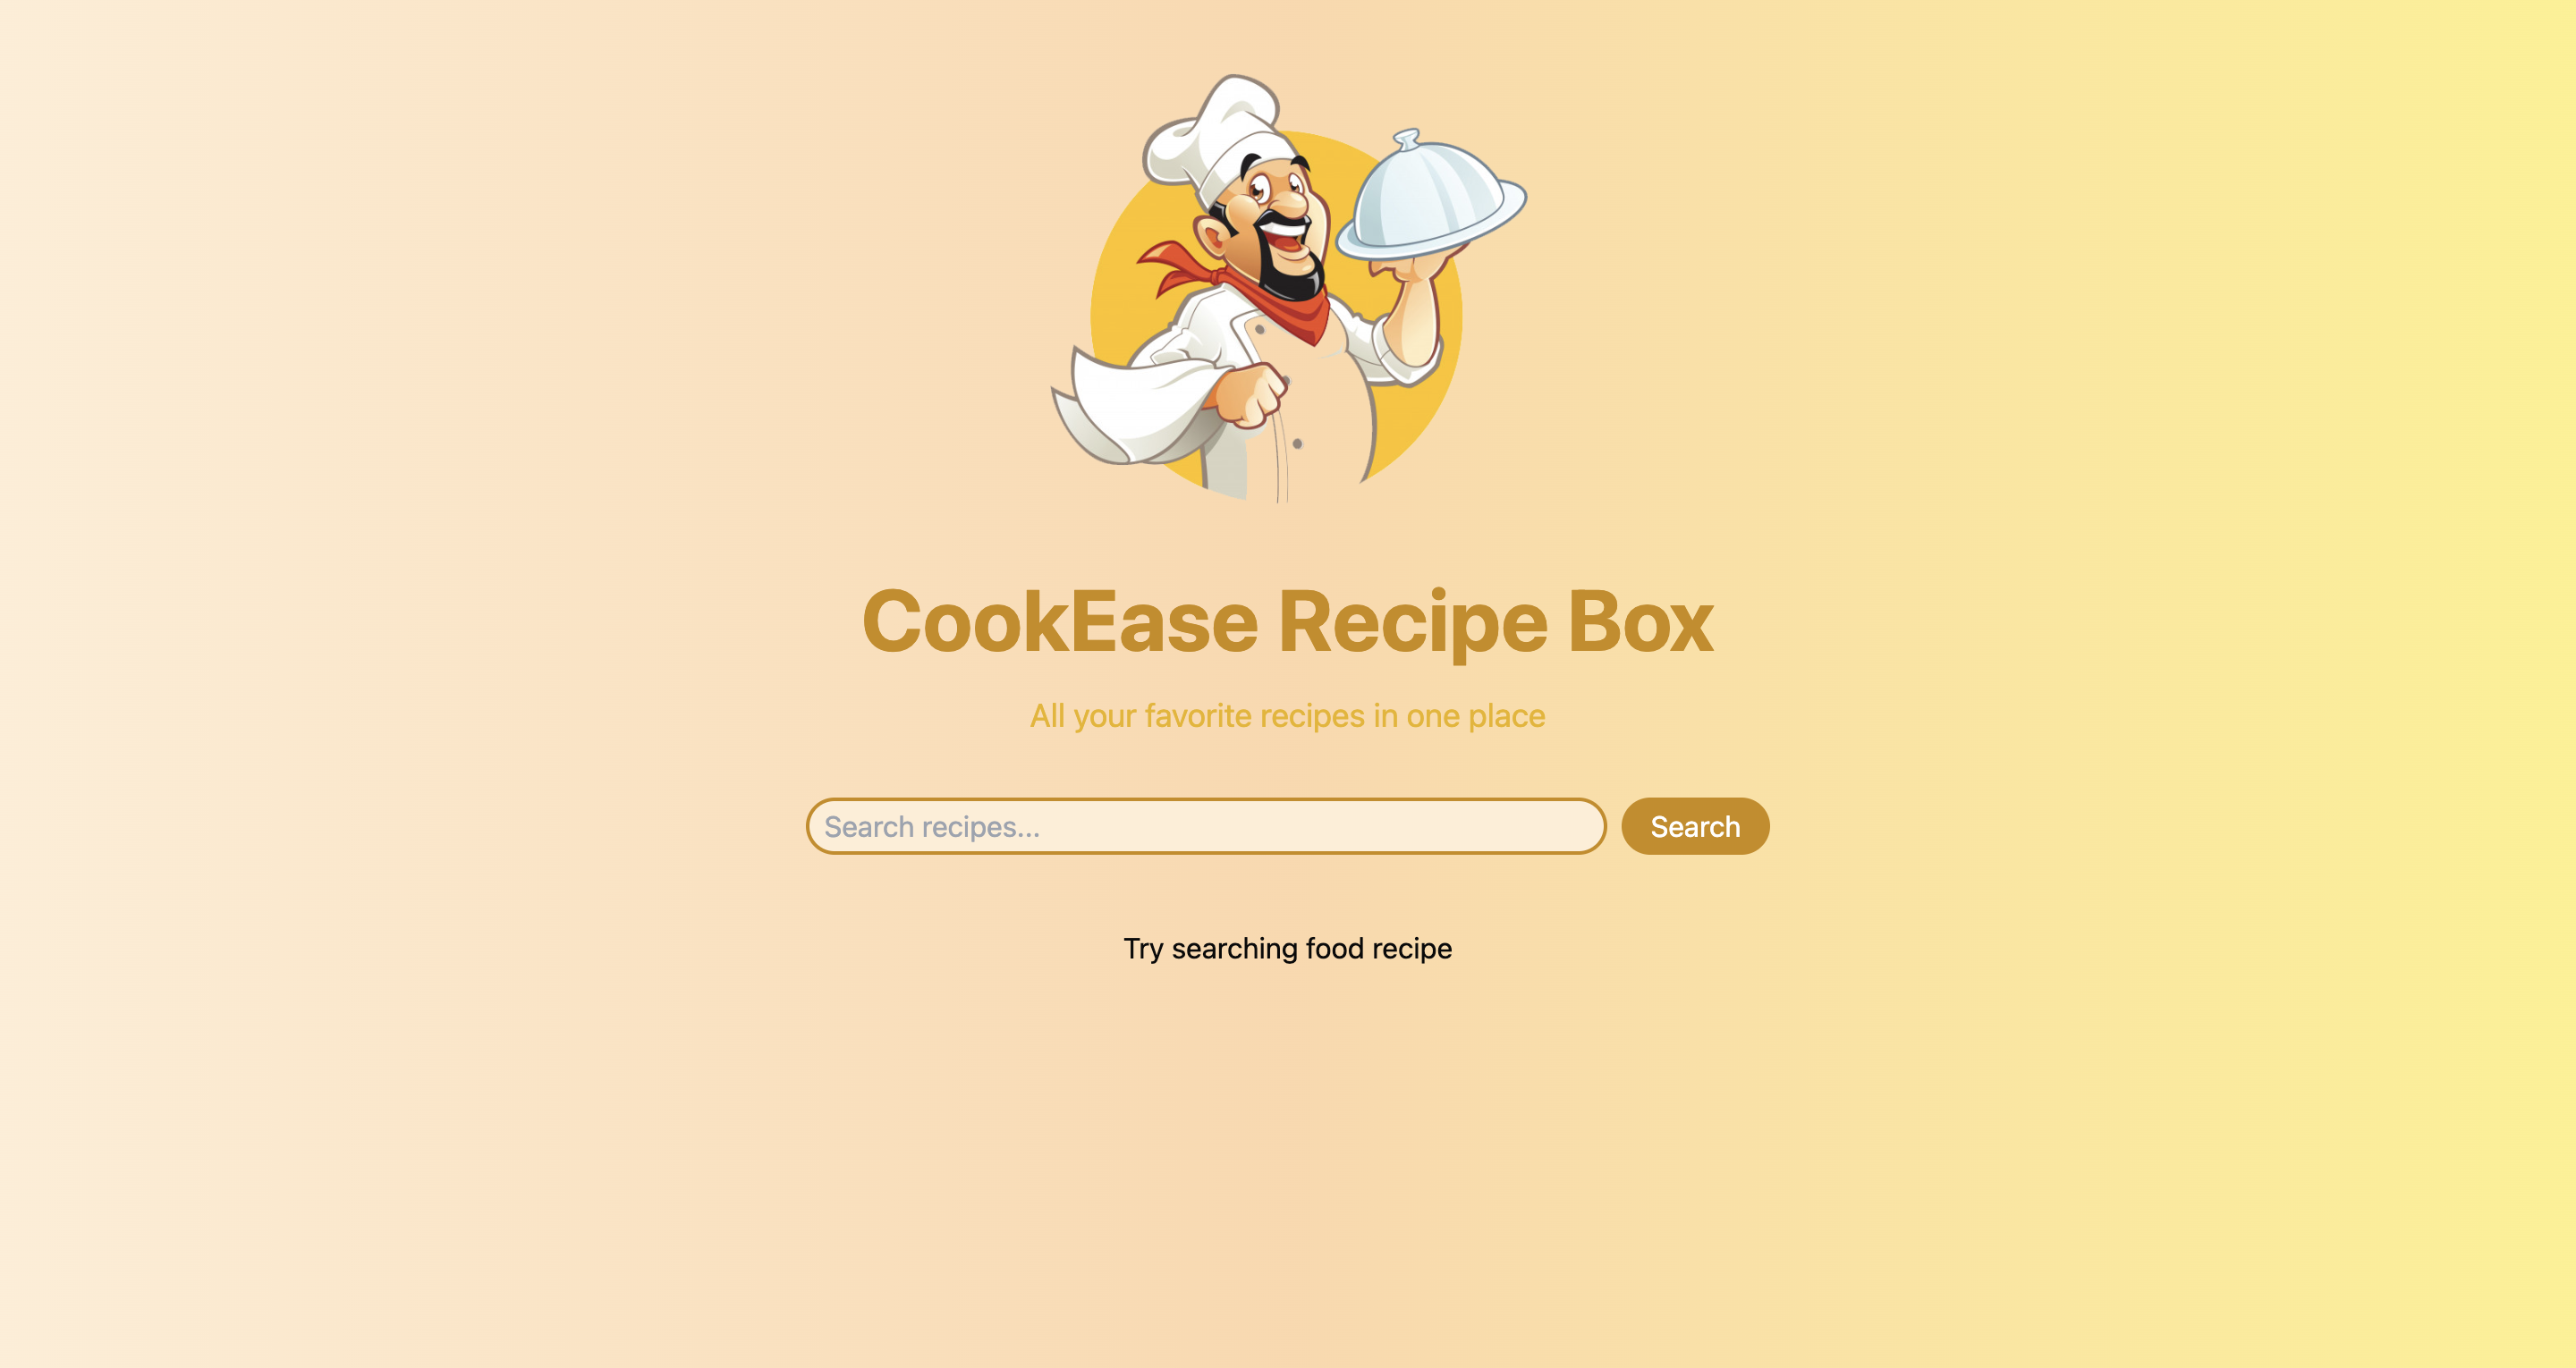 CookEase Recipe Box
All your favorite recipes in one place
Search recipes...
Search
Try searching food recipe